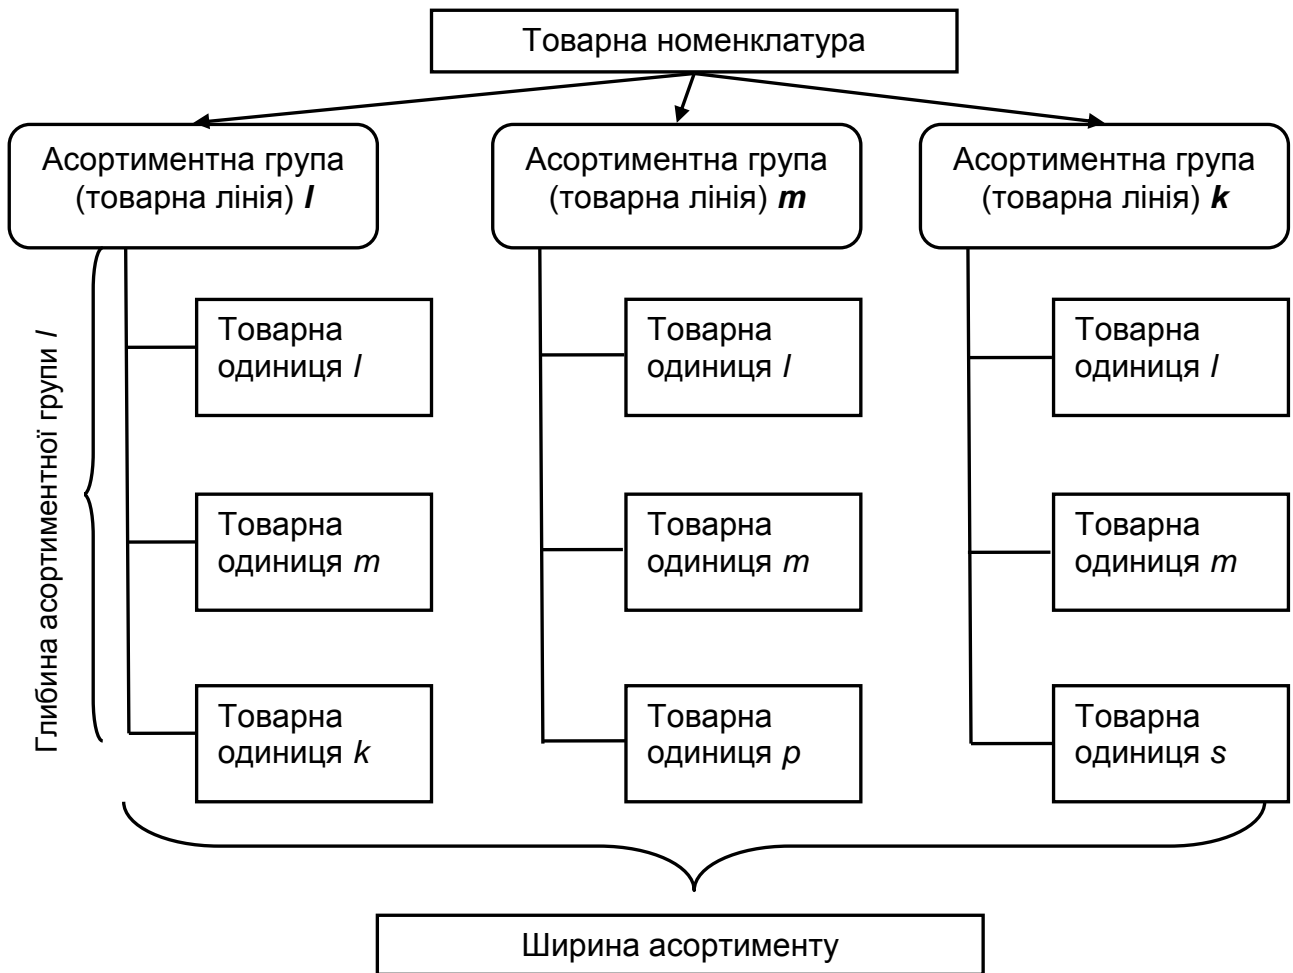 Товарна номенклатура
Асортиментна група
(товарна лінія) l
Асортиментна група
(товарна лінія) m
Асортиментна група
(товарна лінія) k
Глибина асортиментної групи l
Товарна
одиниця l
Товарна
одиниця l
Товарна
одиниця l
Товарна
одиниця m
Товарна
одиниця m
Товарна
одиниця m
Товарна
одиниця k
Товарна
одиниця p
Товарна
одиниця s
Ширина асортименту